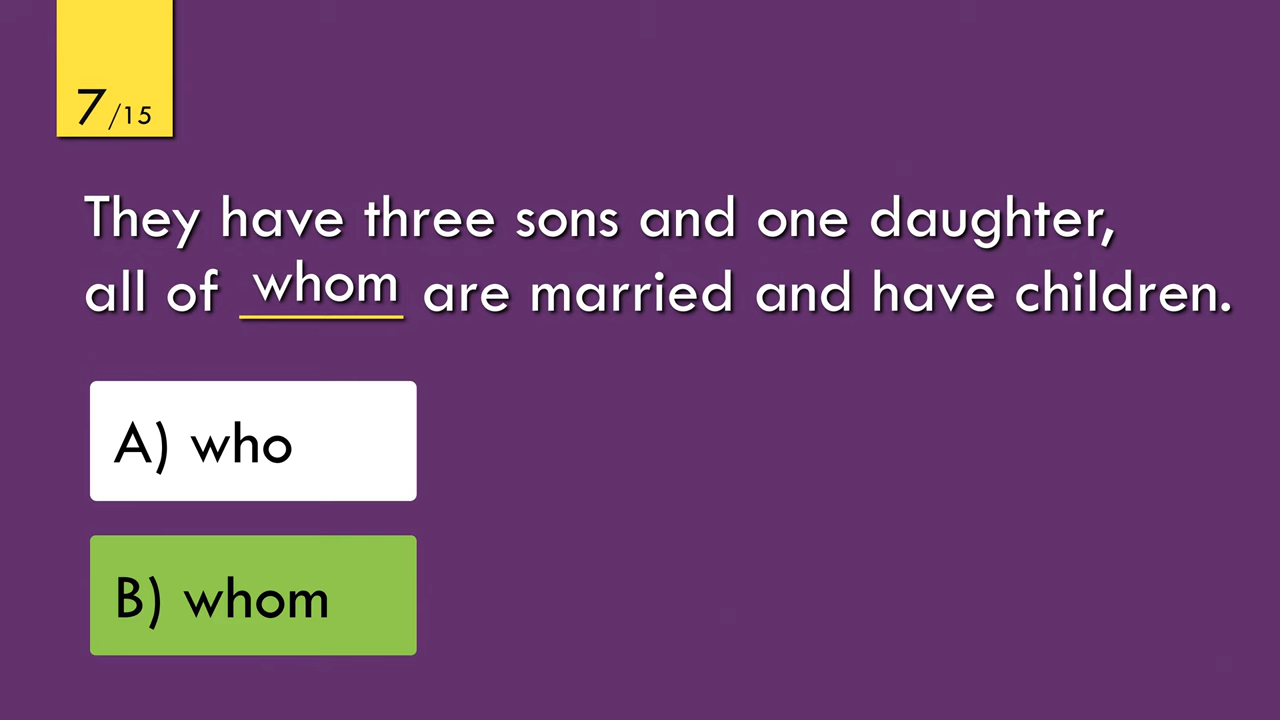 7/15
They have three sons and one daughter,
all of whom are married and have children.
A) who
B) whom